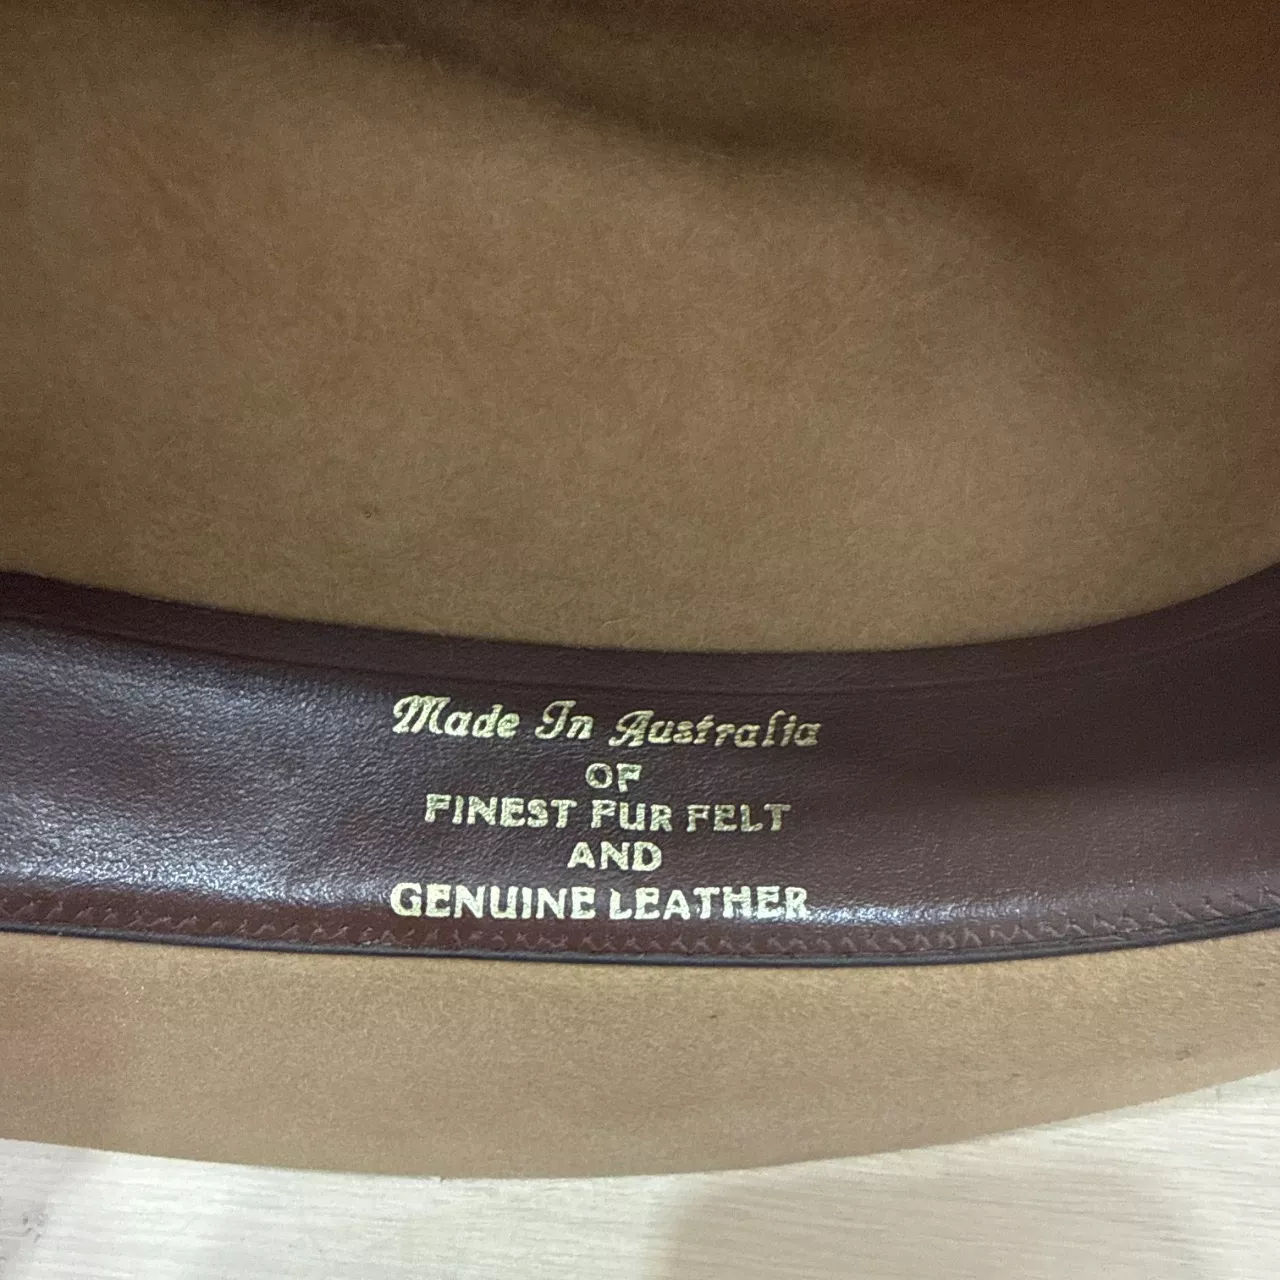 Made In Australia
OF
FINEST FUR FELT
AND
GENUINE LEATHER